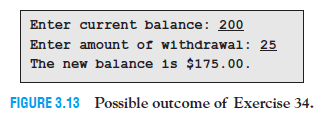 Enter current balance: 200
Enter amount of withdrawal: 25
The new balance is $175.00.
FIGURE 3.13 Possible outcome of Exercise 34.